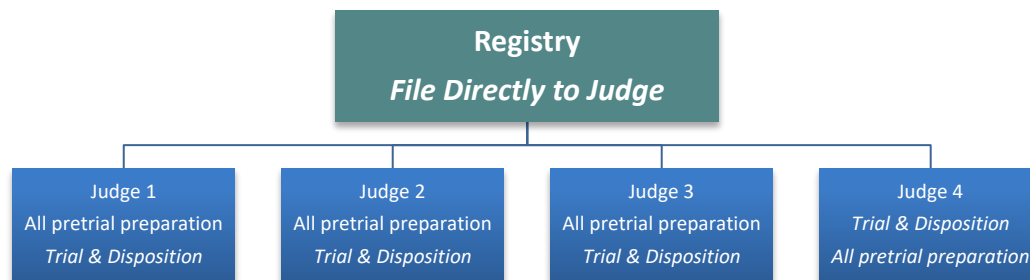 Registry
File Directly to Judge
Judge 1
All pretrial preparation
Trial & Disposition
Judge 2
All pretrial preparation
Trial & Disposition
Judge 3
All pretrial preparation
Trial & Disposition
Judge 4
Trial & Disposition
All pretrial preparation